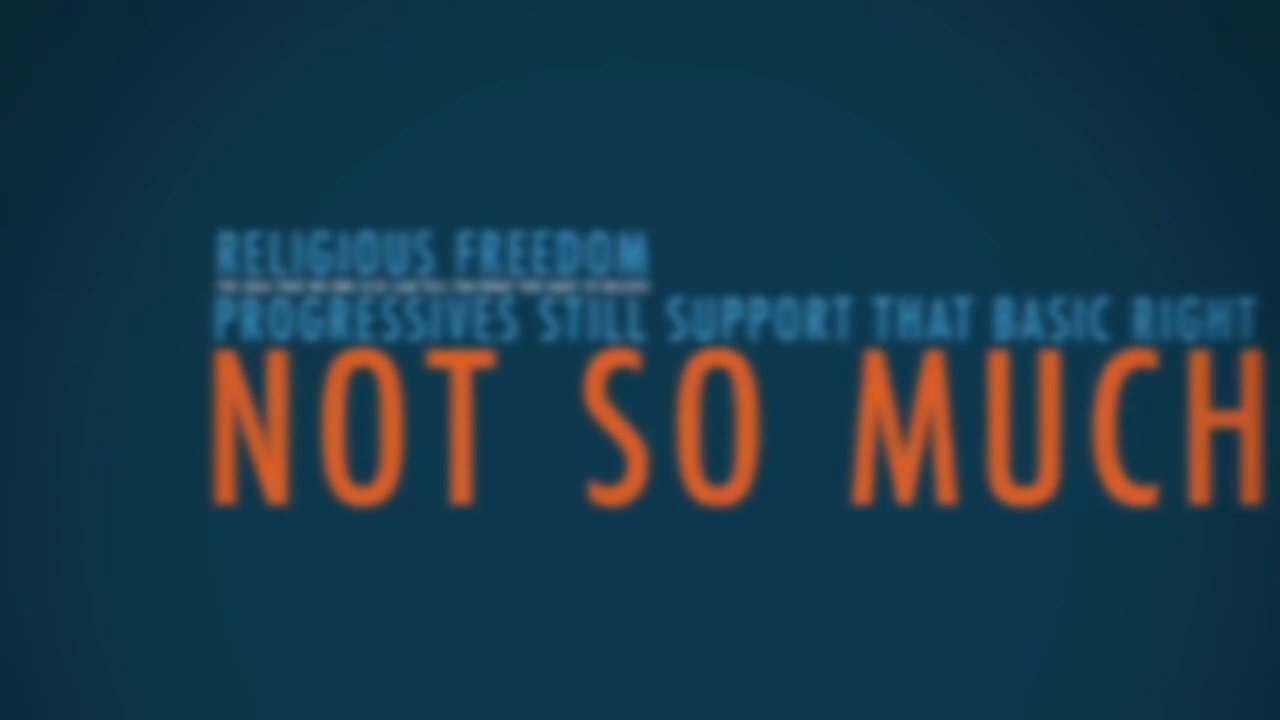 RELIGIOUS FREEDOM
PROGRESSIVES STILL SUPPORT THAT BASIC RIGHT
NOT SO MUCH